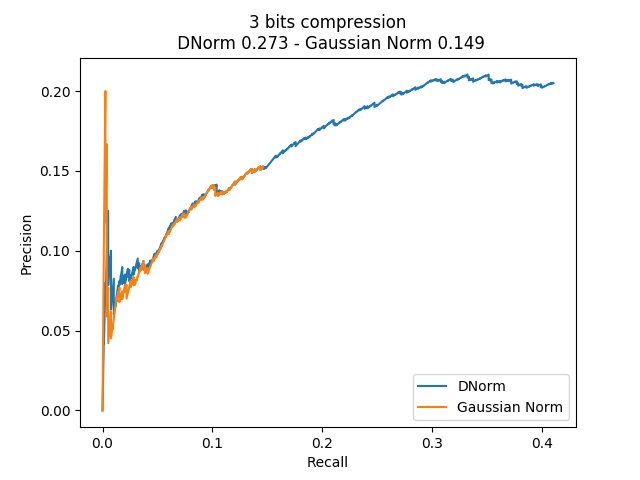 3 bits compression
DNorm 0.273 - Gaussian Norm 0.149
Precision
0.20
0.15
0.10
0.05
0.00
0.0
0.1
0.2
0.3
0.4
Recall
DNorm
Gaussian Norm